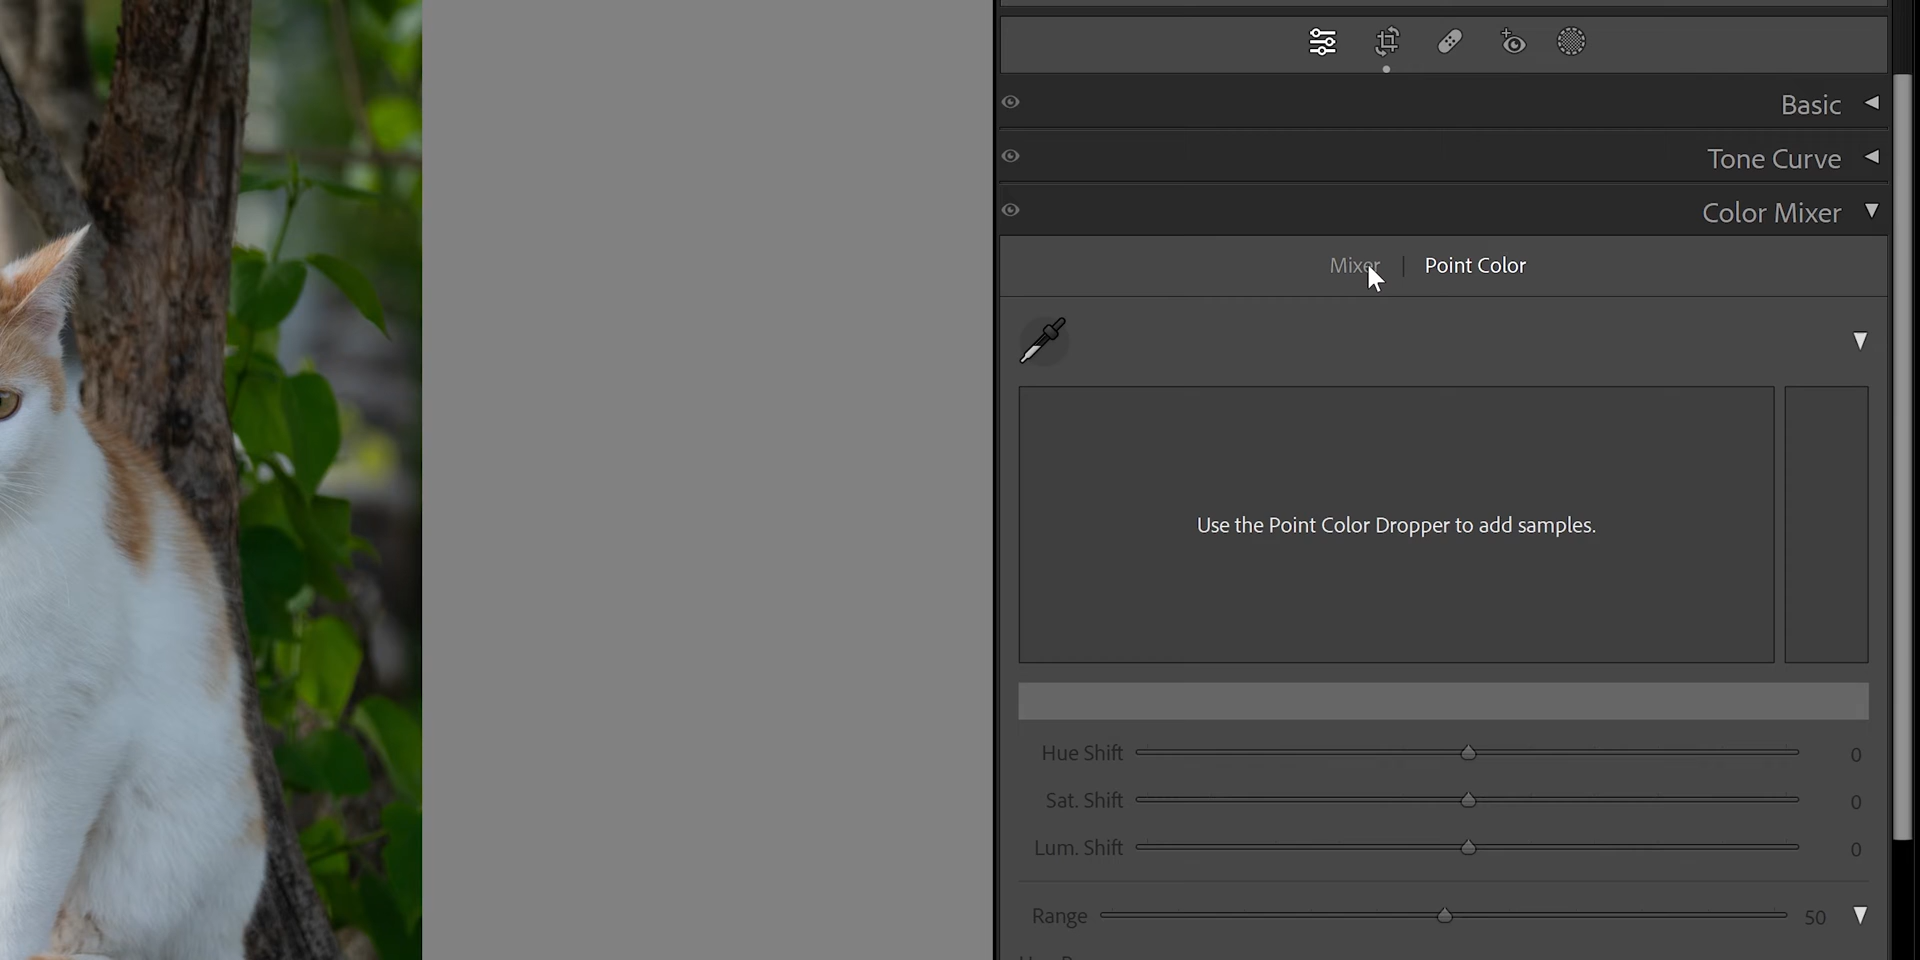 Basic
Tone Curve
Color Mixer
Mixer | Point Color
Use the Point Color Dropper to add samples.
Hue Shift 0
Sat. Shift 0
Lum. Shift 0
Range 50